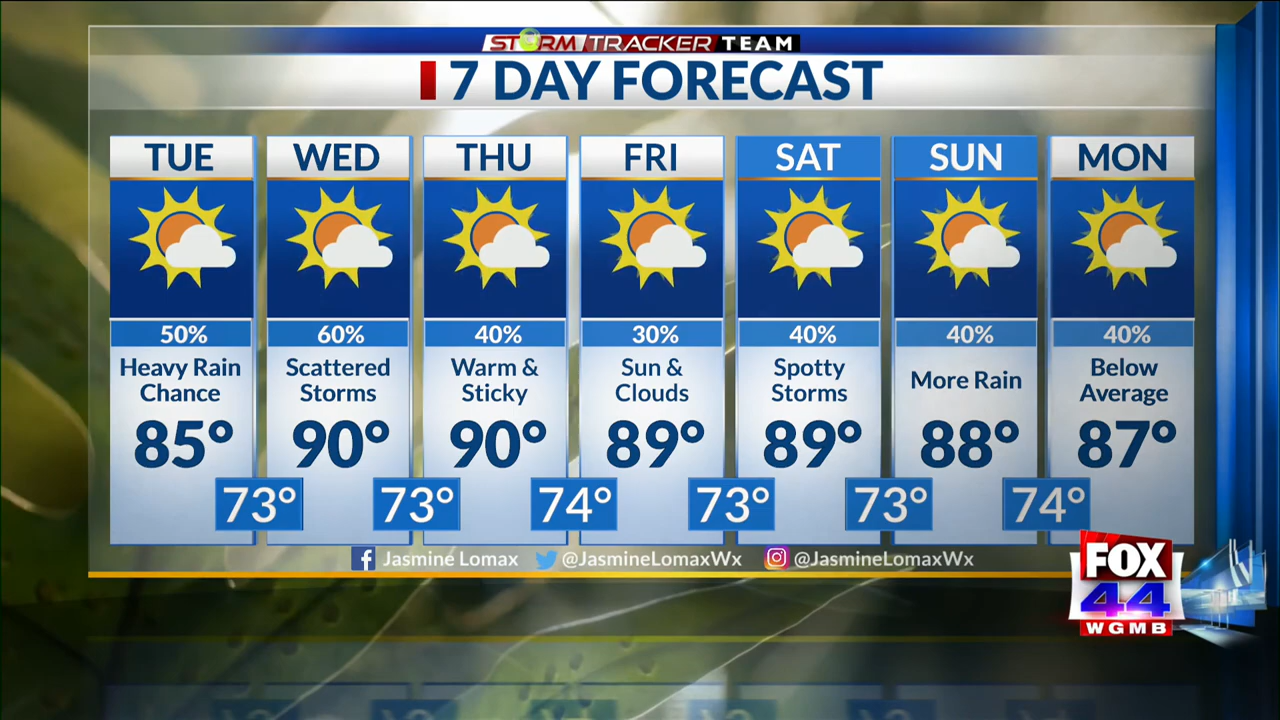 STORM TRACKER TEAM
7 DAY FORECAST
TUE WED THU FRI SAT SUN MON
50% 60% 40% 30% 40% 40% 40%
Heavy Rain Scattered Warm & Sun & Spotty More Rain Below
Chance Storms Sticky Clouds Storms Average
85° 90° 90° 89° 89° 88° 87°
73° 73° 74° 73° 73° 74°
Jasmine Lomax @JasmineLomaxWx @JasmineLomaxWx
FOX
44
WGMB